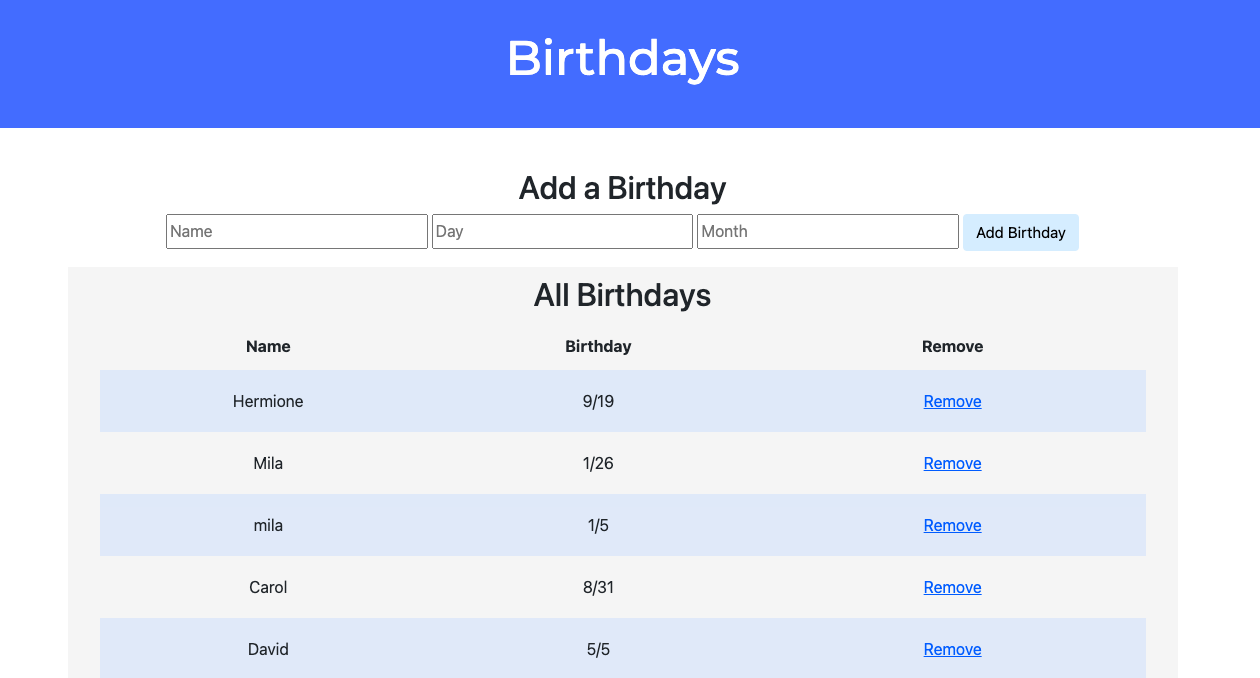 Birthdays
Add a Birthday
Name Day Month Add Birthday
All Birthdays
Name Birthday Remove
Hermione 9/19 Remove
Mila 1/26 Remove
mila 1/5 Remove
Carol 8/31 Remove
David 5/5 Remove